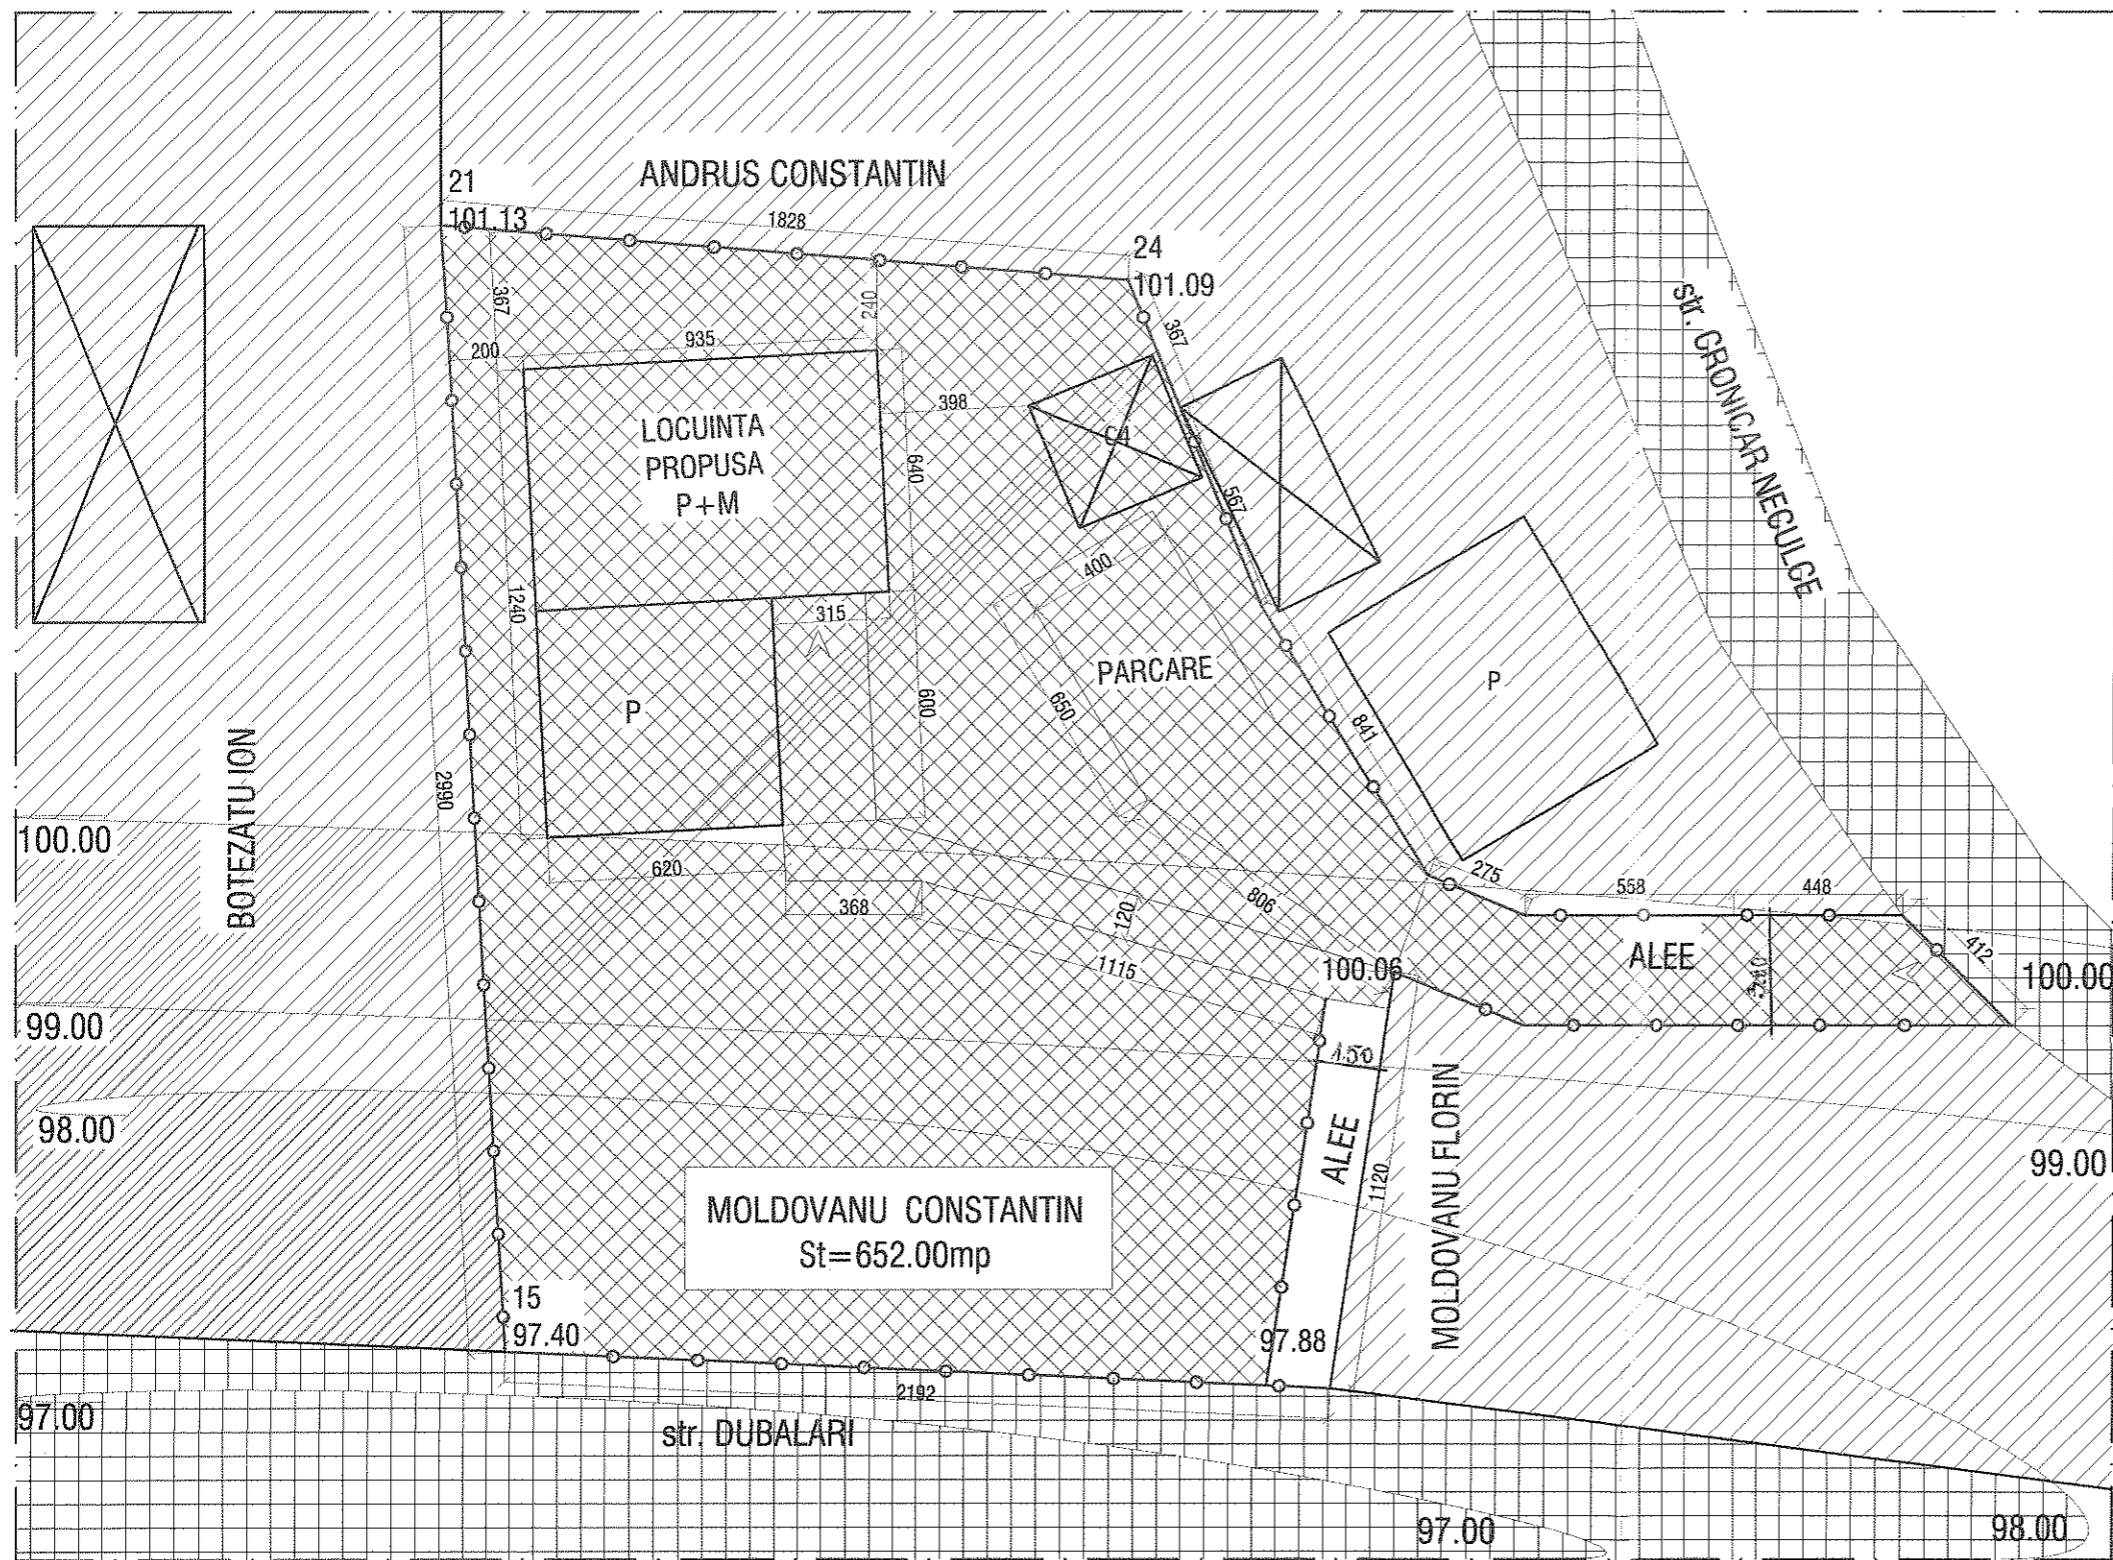 ANDRUS CONSTANTIN
21
101.13
1828
24
101.09
367
240
367
200
935
398
LOCUINTA
PROPUSA
P+M
C4
640
567
400
str. CRONICAR NECULCE
1240
315
PARCARE
P
P
650
600
841
BOTEZATU ION
2990
100.00
620
368
806
120
1115
275
558
448
412
ALEE
100.06
100.00
99.00
ALEE
1120
MOLDOVANU FLORIN
98.00
99.00
MOLDOVANU CONSTANTIN
St=652.00mp
15
97.40
97.88
2192
97.00
str. DUBALARI
97.00
98.00